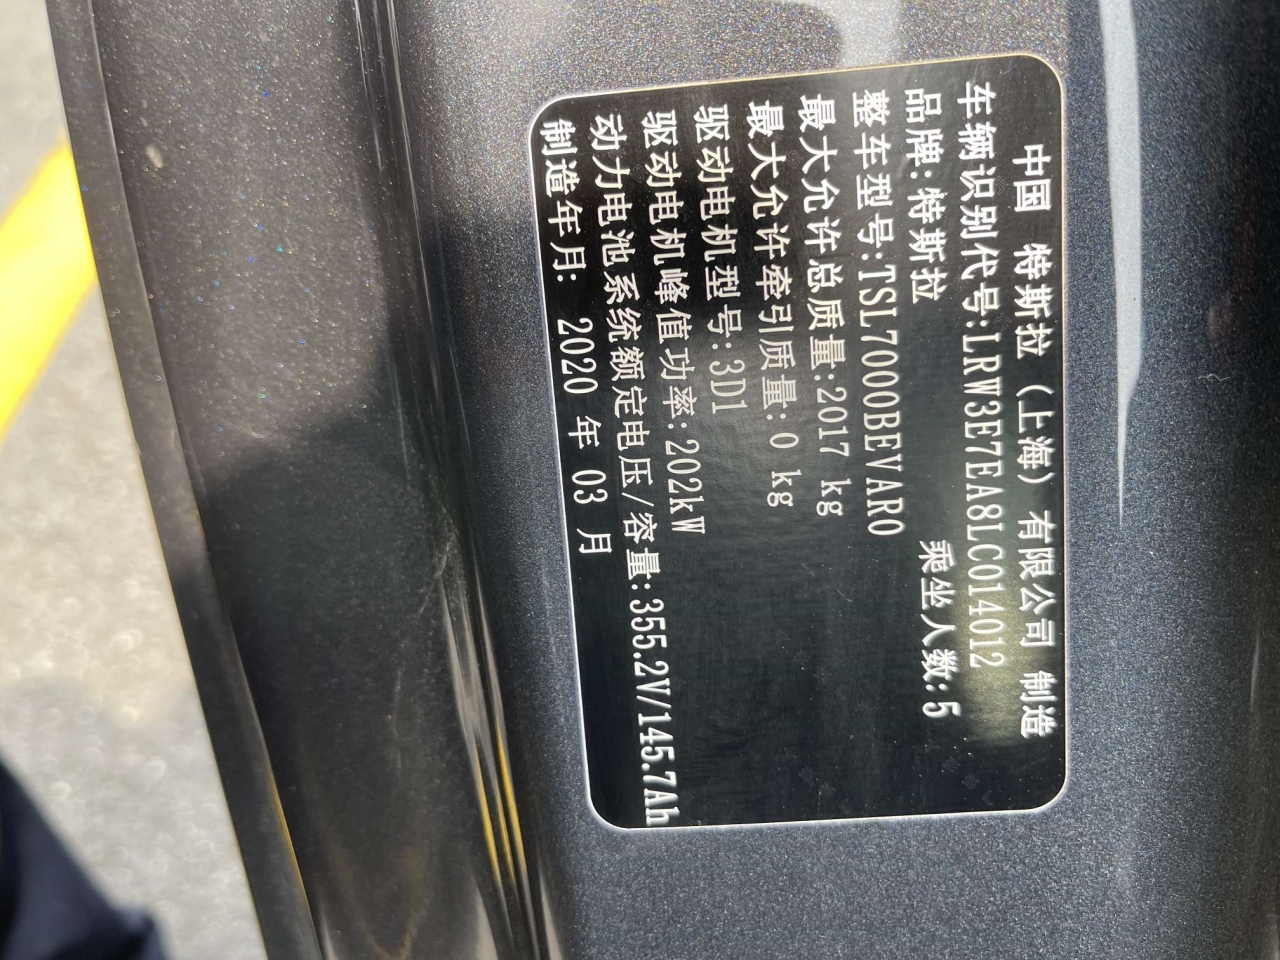 中国 特斯拉（上海）有限公司 制造
车辆识别代号:LRW3E7EA8LC014012
品牌:特斯拉 乘坐人数:5
整车型号:TSL7000BEVAR0
最大允许总质量:2017 kg
最大允许牵引质量: 0 kg
驱动电机型号:3D1
驱动电机峰值功率:202kW
动力电池系统额定电压/容量:355.2V/145.7Ah
制造年月: 2020 年 03 月